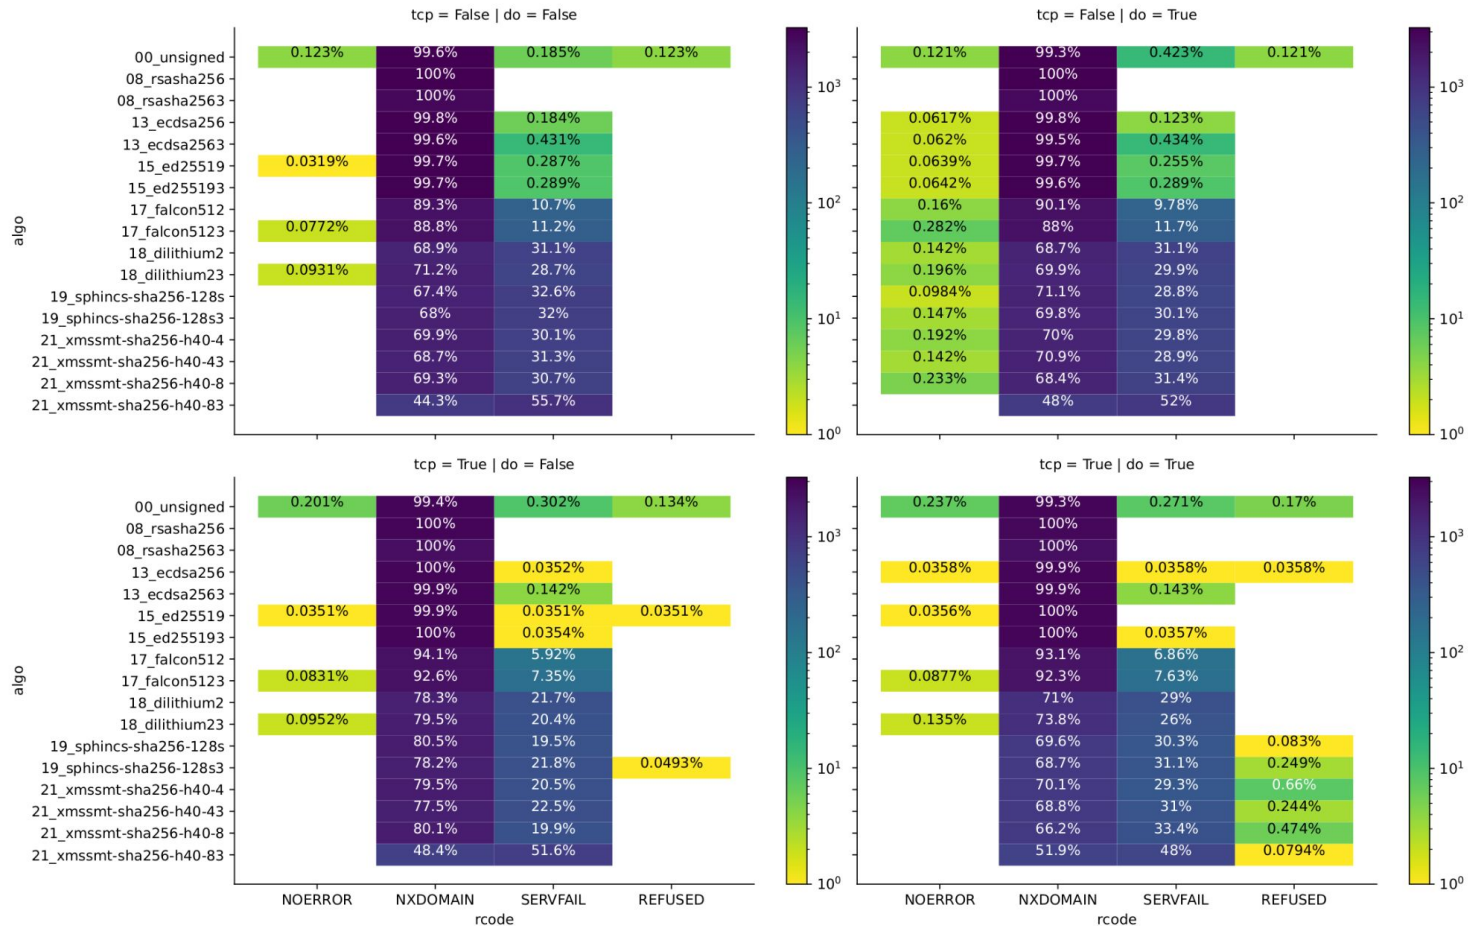 tcp = False | do = False
00_unsigned 0.123% 99.6% 0.185% 0.123%
08_rsasha256 100%
08_rsasha2563 100%
13_ecdsa256 99.8% 0.184%
13_ecdsa2563 99.6% 0.431%
15_ed25519 0.0319% 99.7% 0.287%
15_ed255193 99.7% 0.289%
17_falcon512 89.3% 10.7%
17_falcon5123 0.0772% 88.8% 11.2%
18_dilithium2 68.9% 31.1%
18_dilithium23 0.0931% 71.2% 28.7%
19_sphincs-sha256-128s 67.4% 32.6%
19_sphincs-sha256-128s3 68% 32%
21_xmssmt-sha256-h40-4 69.9% 30.1%
21_xmssmt-sha256-h40-43 68.7% 31.3%
21_xmssmt-sha256-h40-8 69.3% 30.7%
21_xmssmt-sha256-h40-83 44.3% 55.7%
algo
10³
10²
10¹
10⁰
tcp = False | do = True
0.121% 99.3% 0.423% 0.121%
100%
100%
0.0617% 99.8% 0.123%
0.062% 99.5% 0.434%
0.0639% 99.7% 0.255%
0.0642% 99.6% 0.289%
0.16% 90.1% 9.78%
0.282% 88% 11.7%
0.142% 68.7% 31.1%
0.196% 69.9% 29.9%
0.0984% 71.1% 28.8%
0.147% 69.8% 30.1%
0.192% 70% 29.8%
0.142% 70.9% 28.9%
0.233% 68.4% 31.4%
48% 52%
10³
10²
10¹
10⁰
tcp = True | do = False
00_unsigned 0.201% 99.4% 0.302% 0.134%
08_rsasha256 100%
08_rsasha2563 100%
13_ecdsa256 100% 0.0352%
13_ecdsa2563 99.9% 0.142%
15_ed25519 0.0351% 99.9% 0.0351% 0.0351%
15_ed255193 100% 0.0354%
17_falcon512 94.1% 5.92%
17_falcon5123 0.0831% 92.6% 7.35%
18_dilithium2 78.3% 21.7%
18_dilithium23 0.0952% 79.5% 20.4%
19_sphincs-sha256-128s 80.5% 19.5%
19_sphincs-sha256-128s3 78.2% 21.8% 0.0493%
21_xmssmt-sha256-h40-4 79.5% 20.5%
21_xmssmt-sha256-h40-43 77.5% 22.5%
21_xmssmt-sha256-h40-8 80.1% 19.9%
21_xmssmt-sha256-h40-83 48.4% 51.6%
algo
NOERROR NXDOMAIN SERVFAIL REFUSED
rcode
10³
10²
10¹
10⁰
tcp = True | do = True
0.237% 99.3% 0.271% 0.17%
100%
100%
0.0358% 99.9% 0.0358% 0.0358%
99.9% 0.143%
0.0356% 100%
100% 0.0357%
93.1% 6.86%
0.0877% 92.3% 7.63%
71% 29%
0.135% 73.8% 26%
69.6% 30.3% 0.083%
68.7% 31.1% 0.249%
70.1% 29.3% 0.66%
68.8% 31% 0.244%
66.2% 33.4% 0.474%
51.9% 48% 0.0794%
NOERROR NXDOMAIN SERVFAIL REFUSED
rcode
10³
10²
10¹
10⁰